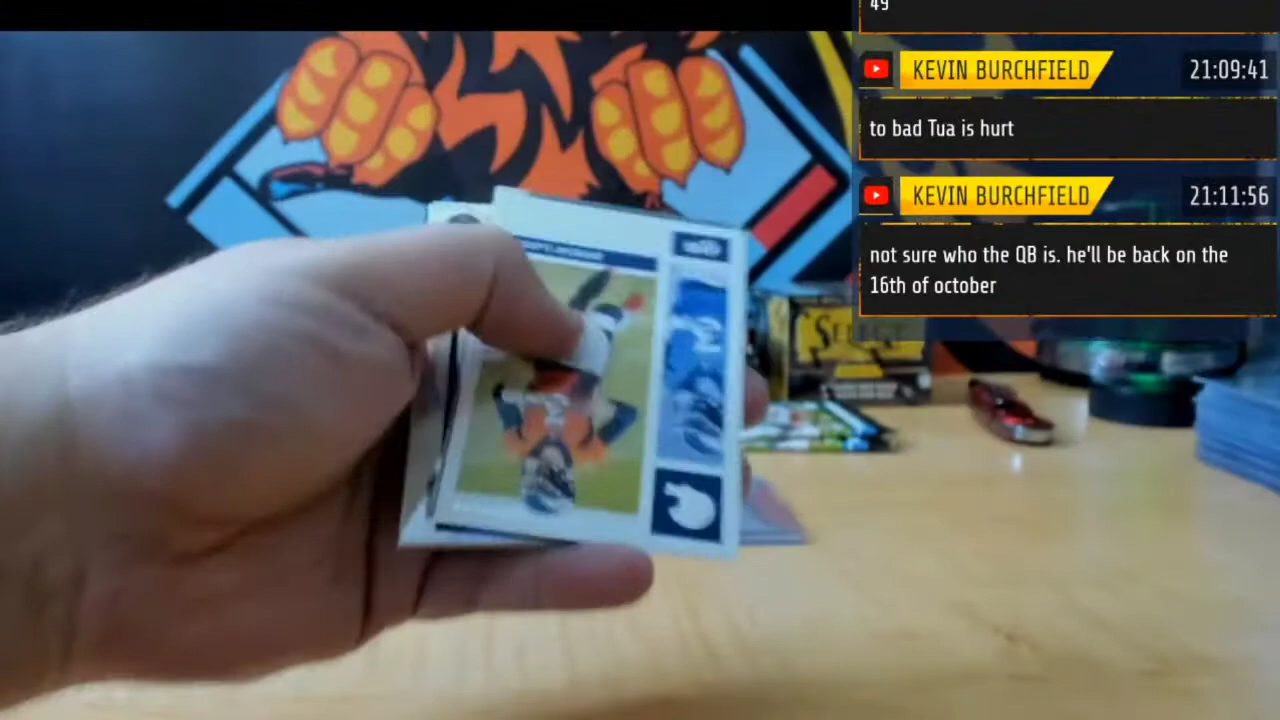 49
KEVIN BURCHFIELD
21:09:41
to bad Tua is hurt
KEVIN BURCHFIELD
21:11:56
not sure who the QB is. he'll be back on the
16th of october
SELECT